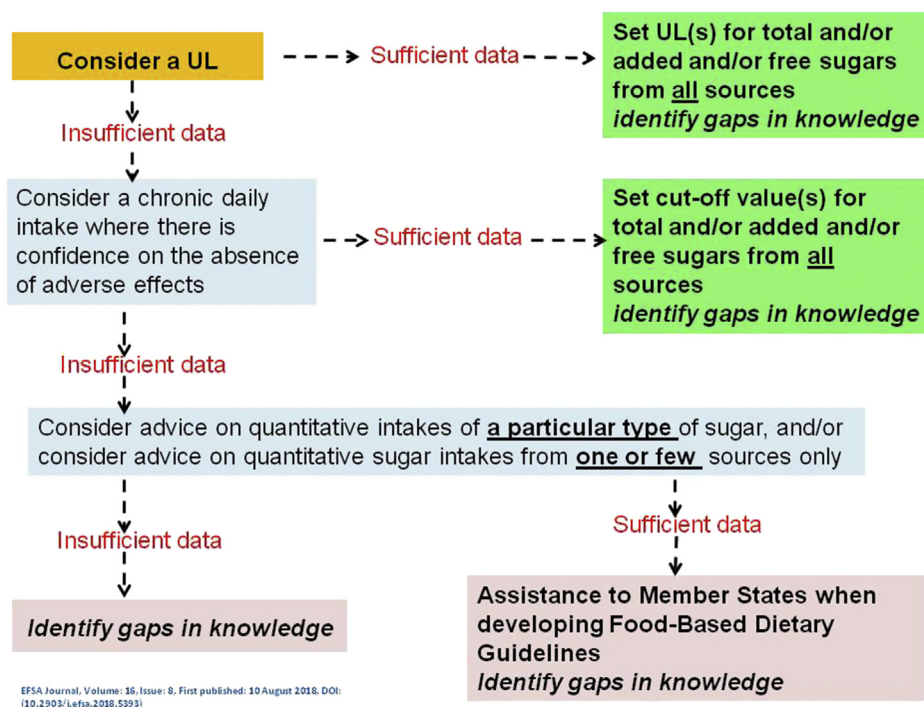 Consider a UL
Sufficient data
Set UL(s) for total and/or
added and/or free sugars
from all sources
identify gaps in knowledge
Insufficient data
Consider a chronic daily
intake where there is
confidence on the absence
of adverse effects
Sufficient data
Set cut-off value(s) for
total and/or added and/or
free sugars from all
sources
identify gaps in knowledge
Insufficient data
Consider advice on quantitative intakes of a particular type of sugar, and/or
consider advice on quantitative sugar intakes from one or few sources only
Insufficient data
Sufficient data
Identify gaps in knowledge
Assistance to Member States when
developing Food-Based Dietary
Guidelines
Identify gaps in knowledge
EFSA Journal, Volume: 16, Issue: 8, First published: 10 August 2018, DOI:
(10.2903/j.efsa.2018.5393)